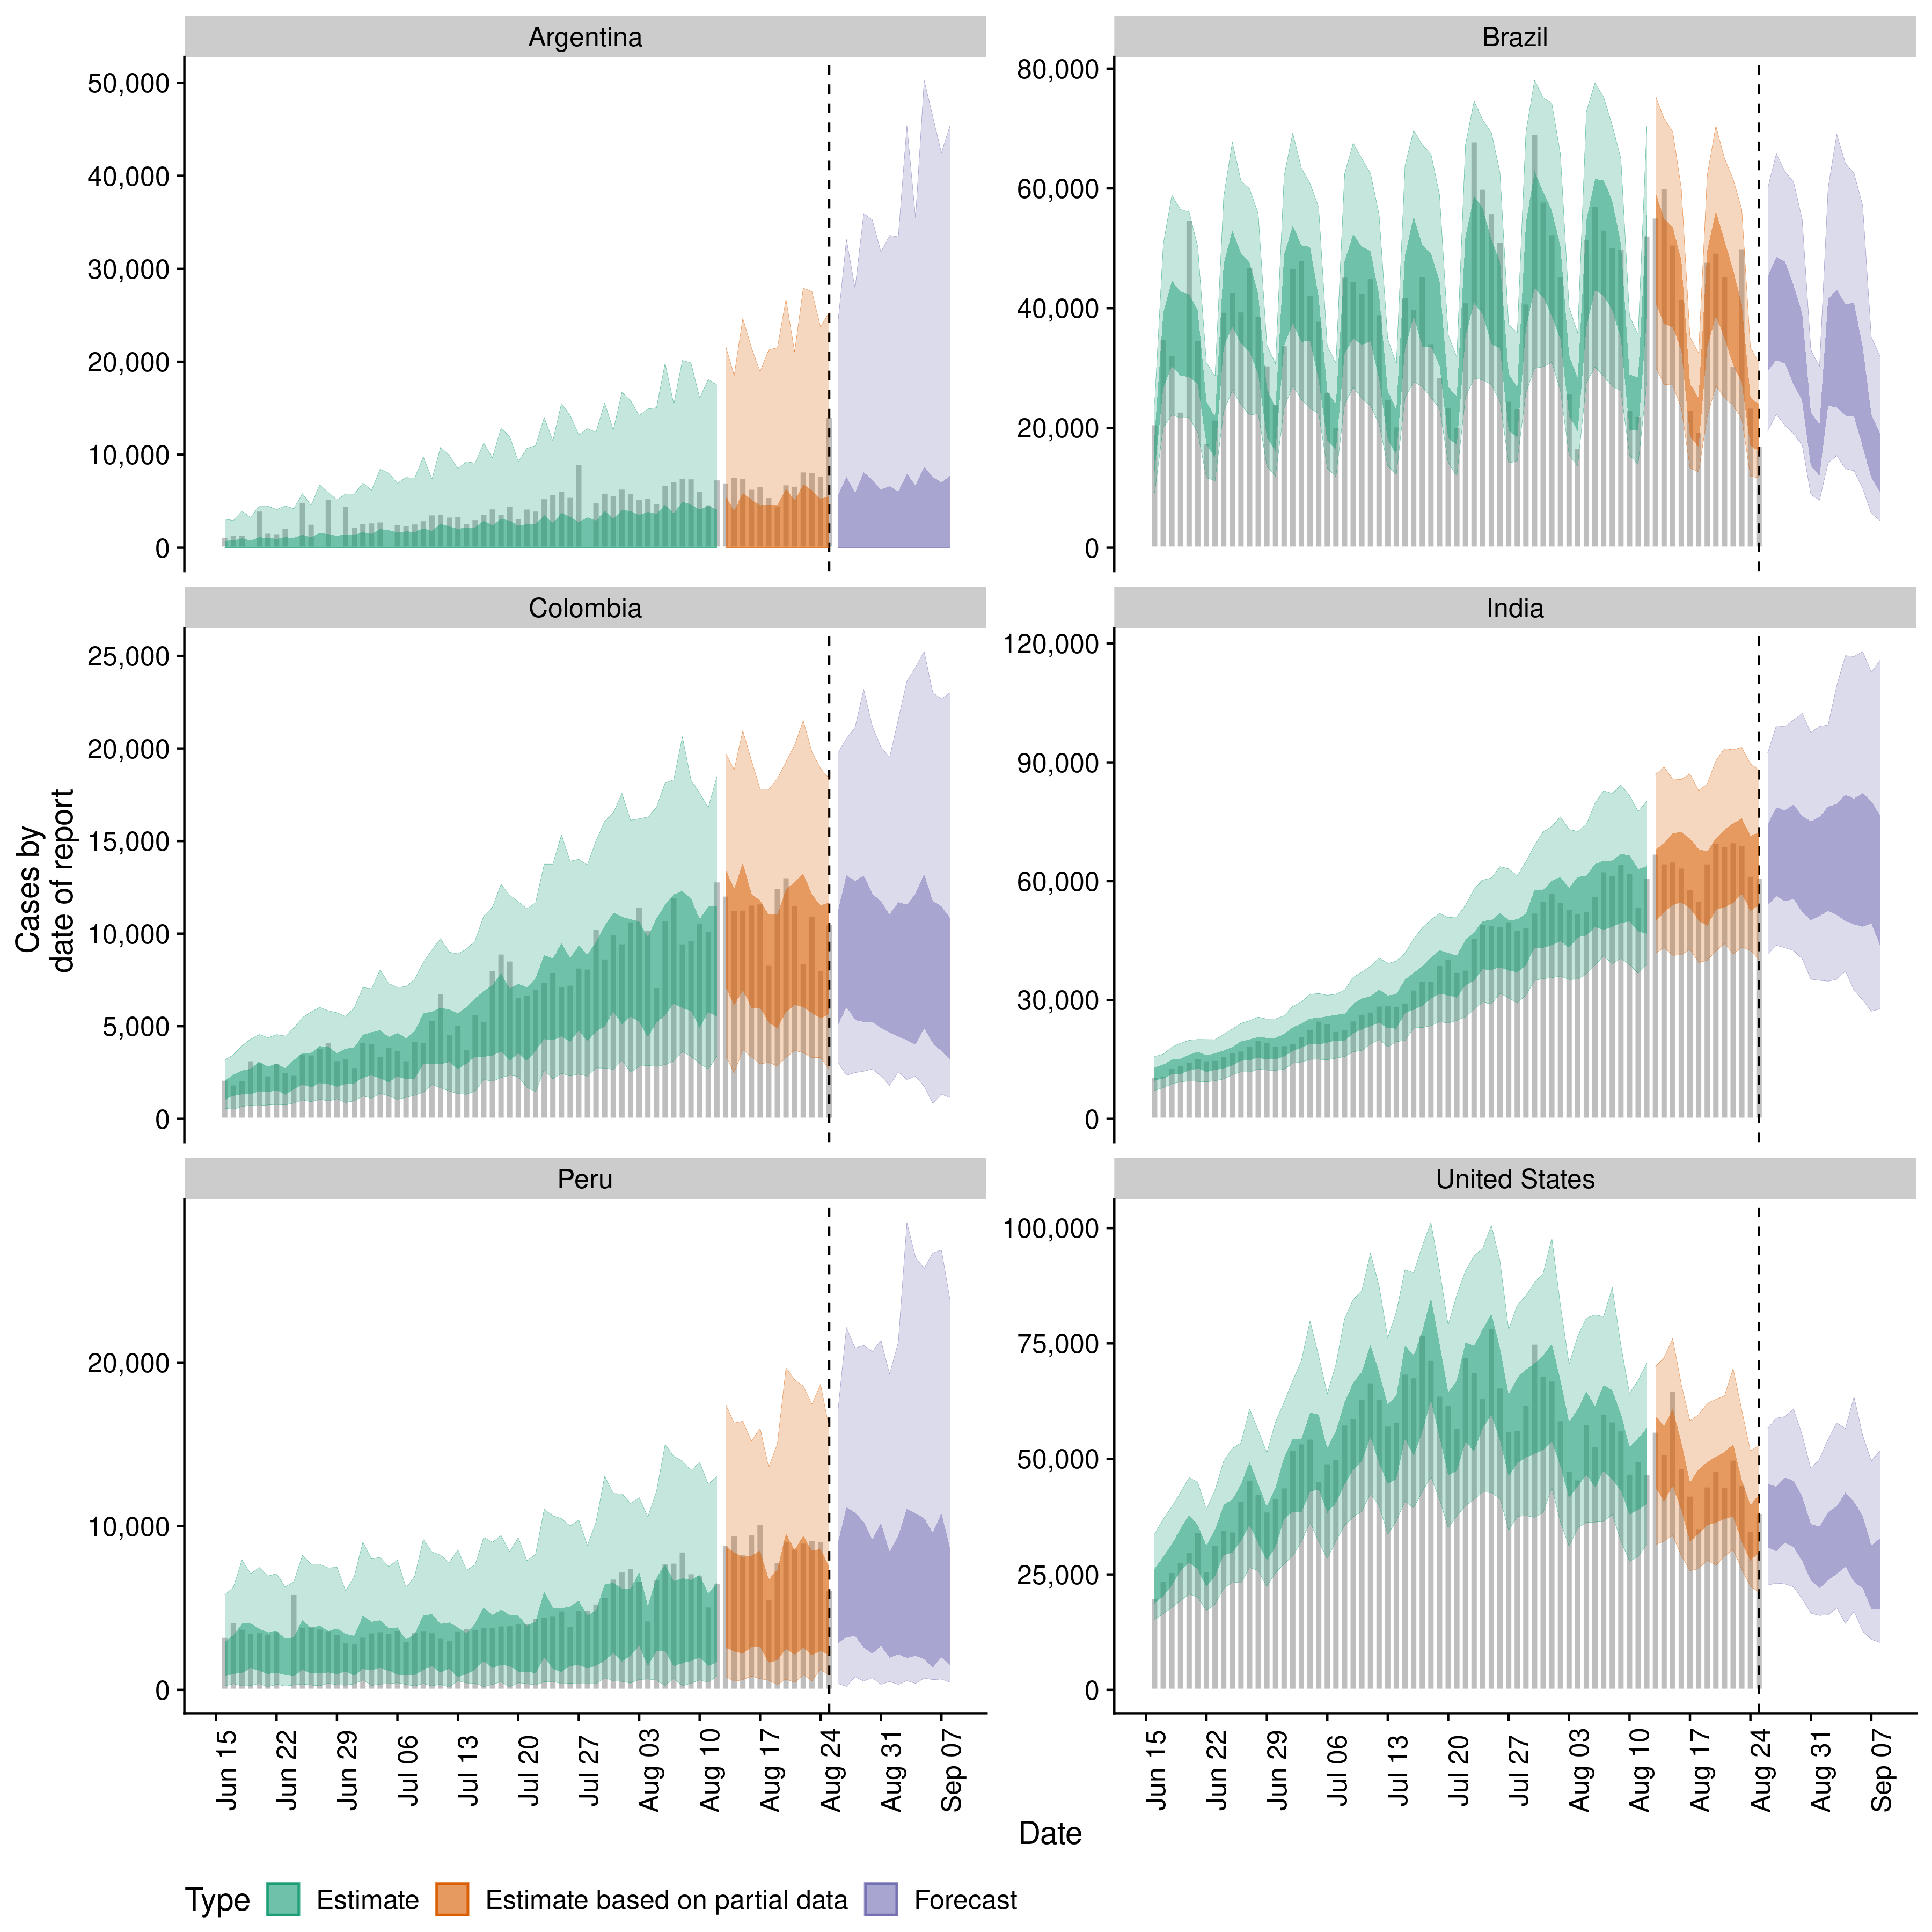 Argentina
50,000
40,000
30,000
20,000
10,000
0
Brazil
80,000
60,000
40,000
20,000
0
Colombia
25,000
20,000
15,000
10,000
5,000
0
India
120,000
90,000
60,000
30,000
0
Peru
20,000
10,000
0
United States
100,000
75,000
50,000
25,000
0
Cases by
date of report
Jun 15
Jun 22
Jun 29
Jul 06
Jul 13
Jul 20
Jul 27
Aug 03
Aug 10
Aug 17
Aug 24
Aug 31
Sep 07
Jun 15
Jun 22
Jun 29
Jul 06
Jul 13
Jul 20
Jul 27
Aug 03
Aug 10
Aug 17
Aug 24
Aug 31
Sep 07
Date
Type Estimate Estimate based on partial data Forecast